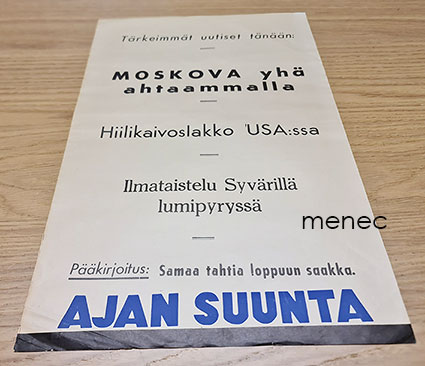 Tärkeimmät uutiset tänään:
MOSKOVA yhä
ahtaammalla
Hiilikaivoslakko USA:ssa
Ilmataistelu Syvärillä
lumipyryssä
menec
Pääkirjoitus: Samaa tahtia loppuun saakka.
AJAN SUUNTA